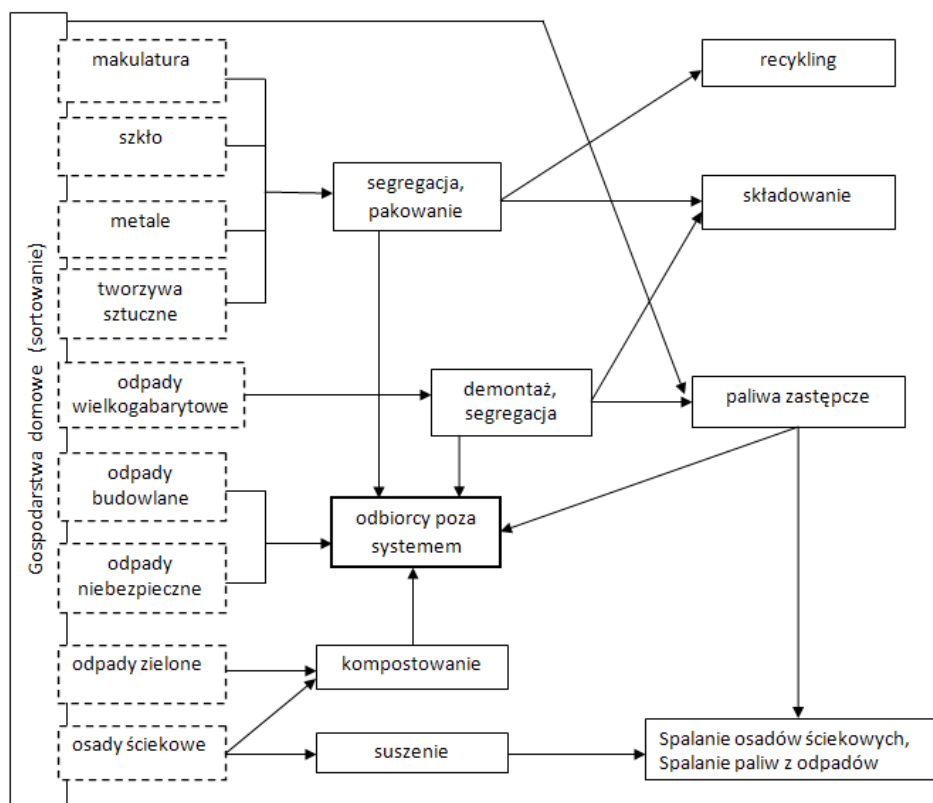 Gospodarstwa domowe (sortowanie)
makulatura
szkło
metale
tworzywa
sztuczne
odpady
wielkogabarytowe
odpady
budowlane
odpady
niebezpieczne
odpady zielone
osady ściekowe
segregacja,
pakowanie
demontaż,
segregacja
odbiorcy poza
systemem
kompostowanie
suszenie
recykling
składowanie
paliwa zastępcze
Spalanie osadów ściekowych,
Spalanie paliw z odpadów